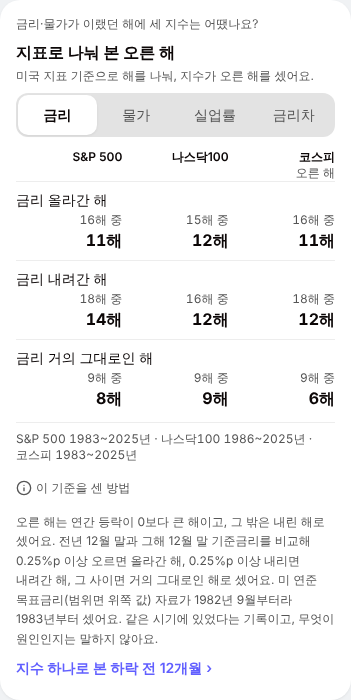 금리·물가가 이랬던 해에 세 지수는 어땠나요?
지표로 나눠 본 오른 해
미국 지표 기준으로 해를 나눠, 지수가 오른 해를 셌어요.
금리 물가 실업률 금리차
S&P 500 나스닥100 코스피
오른 해
금리 올라간 해
16해 중 15해 중 16해 중
11해 12해 11해
금리 내려간 해
18해 중 16해 중 18해 중
14해 12해 12해
금리 거의 그대로인 해
9해 중 9해 중 9해 중
8해 9해 6해
S&P 500 1983~2025년 · 나스닥100 1986~2025년 ·
코스피 1983~2025년
이 기준을 센 방법
오른 해는 연간 등락이 0보다 큰 해이고, 그 밖은 내린 해로
셌어요. 전년 12월 말과 그해 12월 말 기준금리를 비교해
0.25%p 이상 오르면 올라간 해, 0.25%p 이상 내리면
내려간 해, 그 사이면 거의 그대로인 해로 셌어요. 미 연준
목표금리(범위면 위쪽 값) 자료가 1982년 9월부터라
1983년부터 셌어요. 같은 시기에 있었다는 기록이고, 무엇이
원인인지는 말하지 않아요.
지수 하나로 본 하락 전 12개월 ›